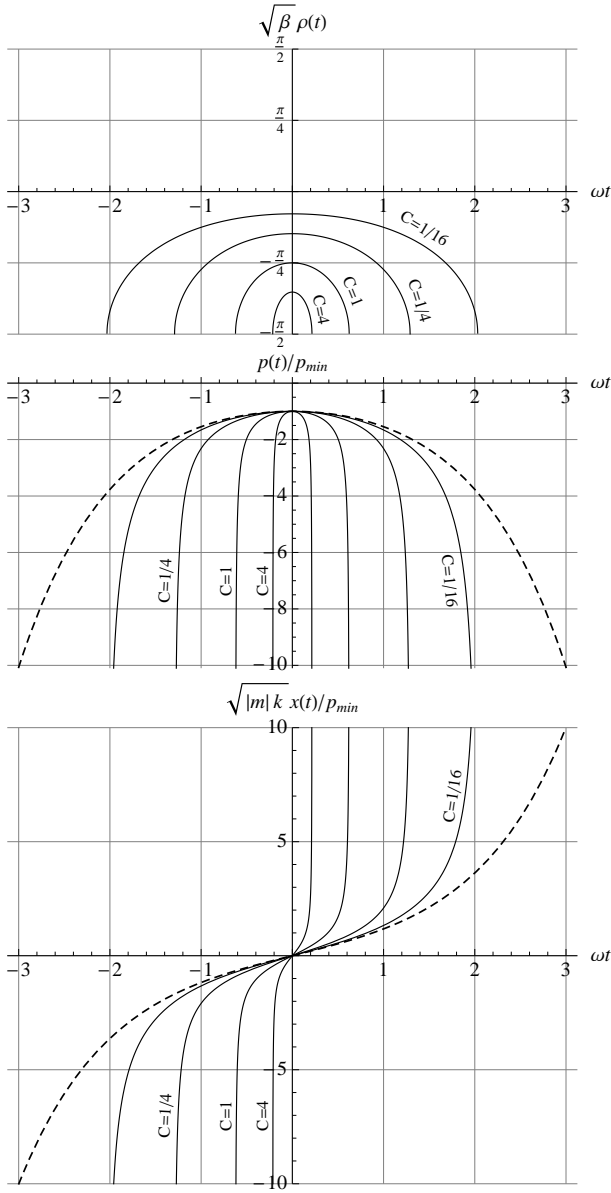 √β ρ(t)
π/2
π/4
−3 −2 −1 1 2 3 ωt
C=1/16
−π/4
C=4 C=1 C=1/4
−π/2
p(t)/p_min
−3 −2 −1 1 2 3 ωt
−2
−4
−6
C=1/4 C=1 C=4 C=1/16
−8
−10
√|m| k x(t)/p_min
10
C=1/16
5
−3 −2 −1 1 2 3 ωt
−5
C=1/4 C=1 C=4
−10